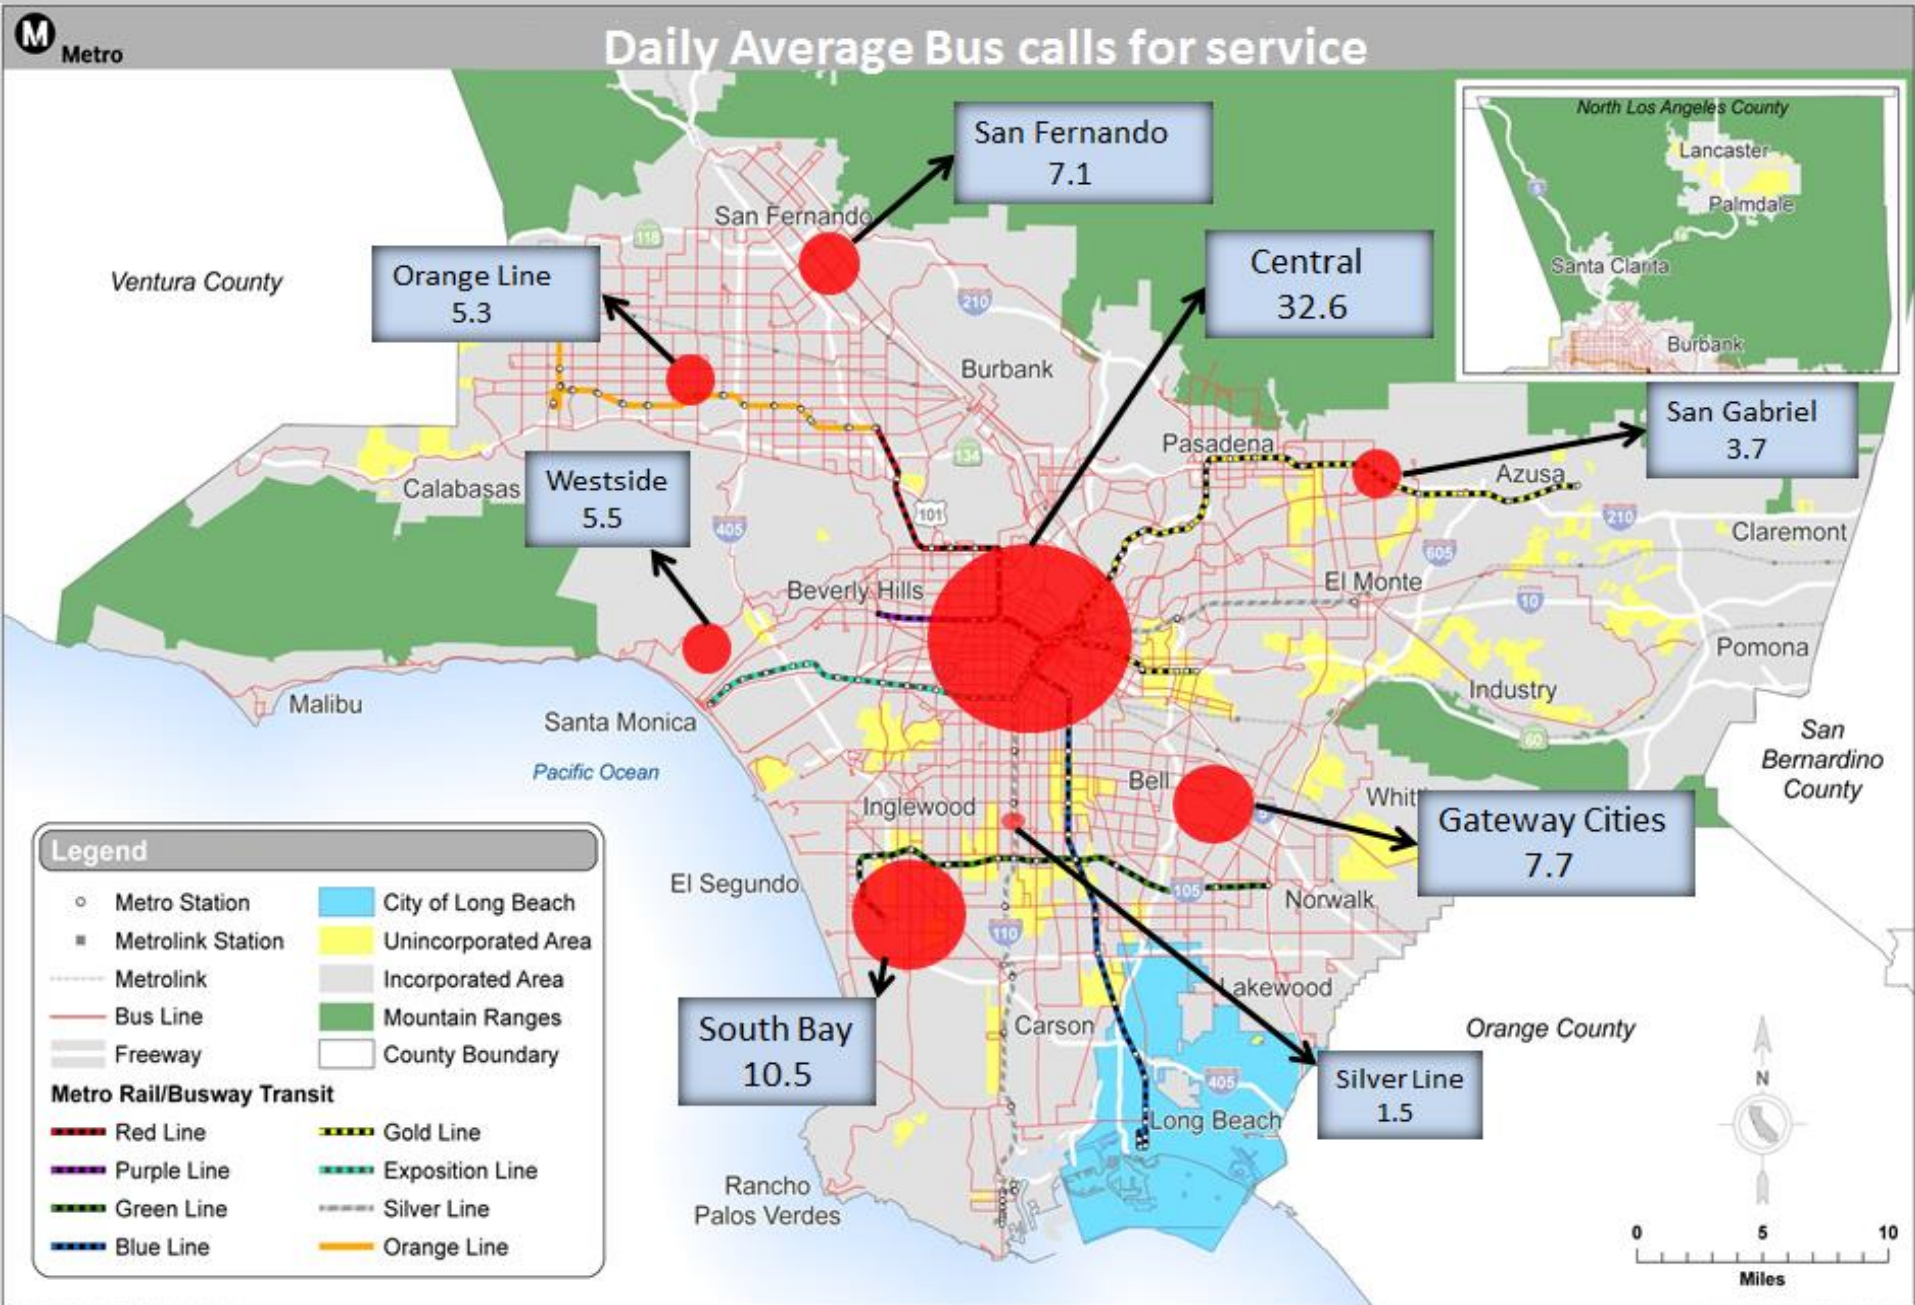 M Metro
Daily Average Bus calls for service
North Los Angeles County
Lancaster
Palmdale
5
14
Santa Clarita
Burbank
San Fernando
7.1
San Fernando
118
Ventura County
Orange Line
5.3
Central
32.6
210
Burbank
San Gabriel
3.7
Pasadena
134
Azusa
Calabasas
Westside
5.5
101
405
210
Claremont
605
El Monte
Beverly Hills
10
Pomona
Industry
Malibu
Santa Monica
60
San
Bernardino
County
Pacific Ocean
Bell
Inglewood
5
Gateway Cities
7.7
El Segundo
105
Norwalk
110
Lakewood
South Bay
10.5
Carson
Orange County
Silver Line
1.5
405
Long Beach
Rancho
Palos Verdes
Legend
Metro Station
Metrolink Station
Metrolink
Bus Line
Freeway
City of Long Beach
Unincorporated Area
Incorporated Area
Mountain Ranges
County Boundary
Metro Rail/Busway Transit
Red Line
Purple Line
Green Line
Blue Line
Gold Line
Exposition Line
Silver Line
Orange Line
N
0 5 10
Miles